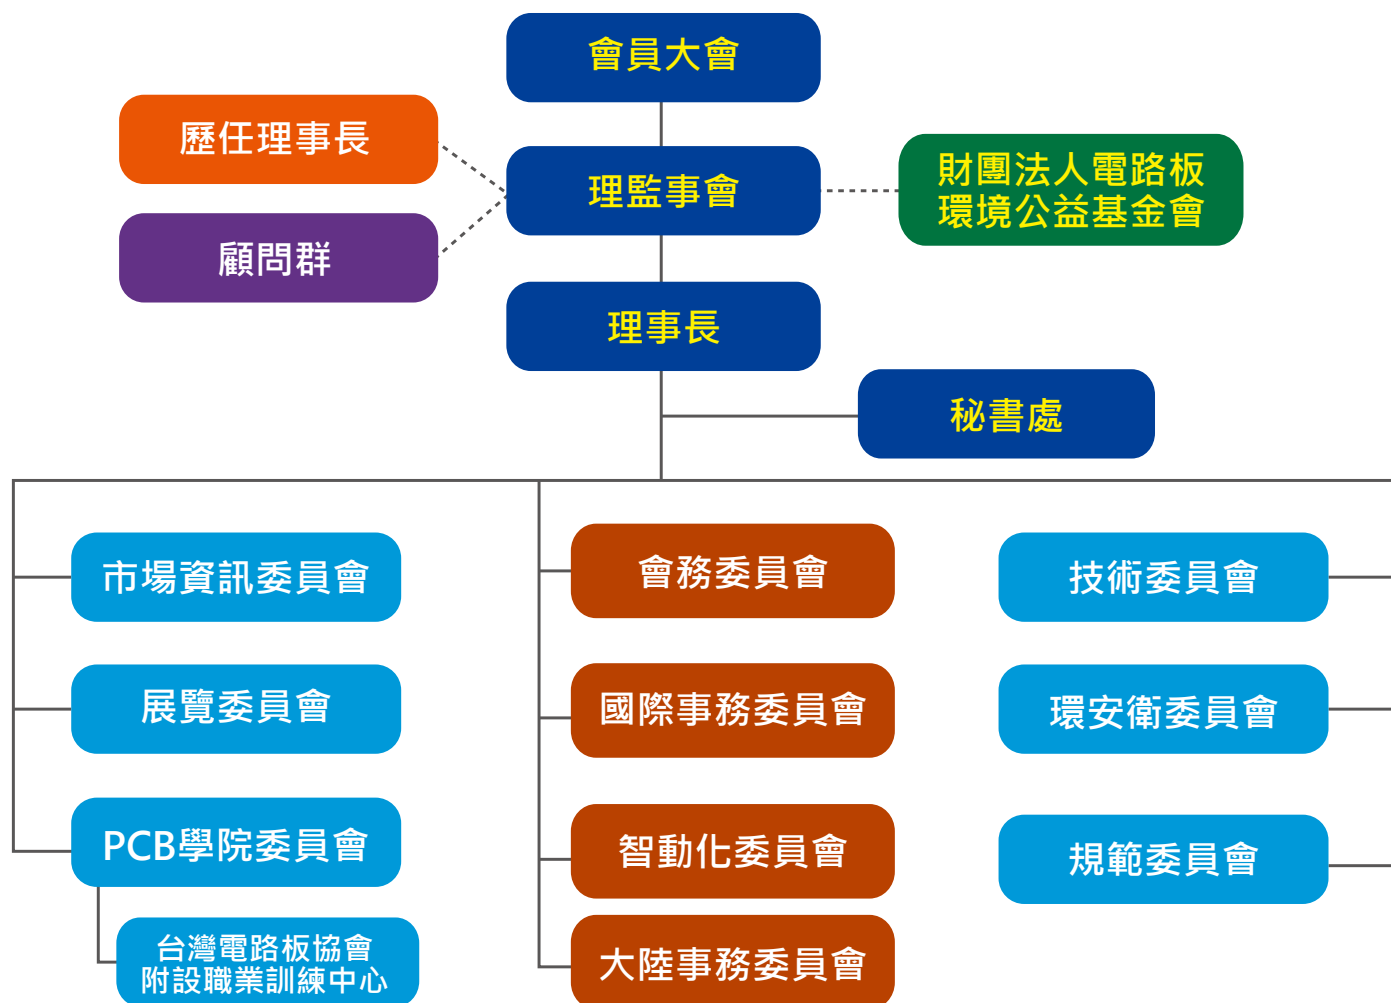 會員大會
歷任理事長
理監事會
財團法人電路板
環境公益基金會
顧問群
理事長
秘書處
市場資訊委員會
會務委員會
技術委員會
展覽委員會
國際事務委員會
環安衛委員會
PCB學院委員會
智動化委員會
規範委員會
台灣電路板協會
附設職業訓練中心
大陸事務委員會